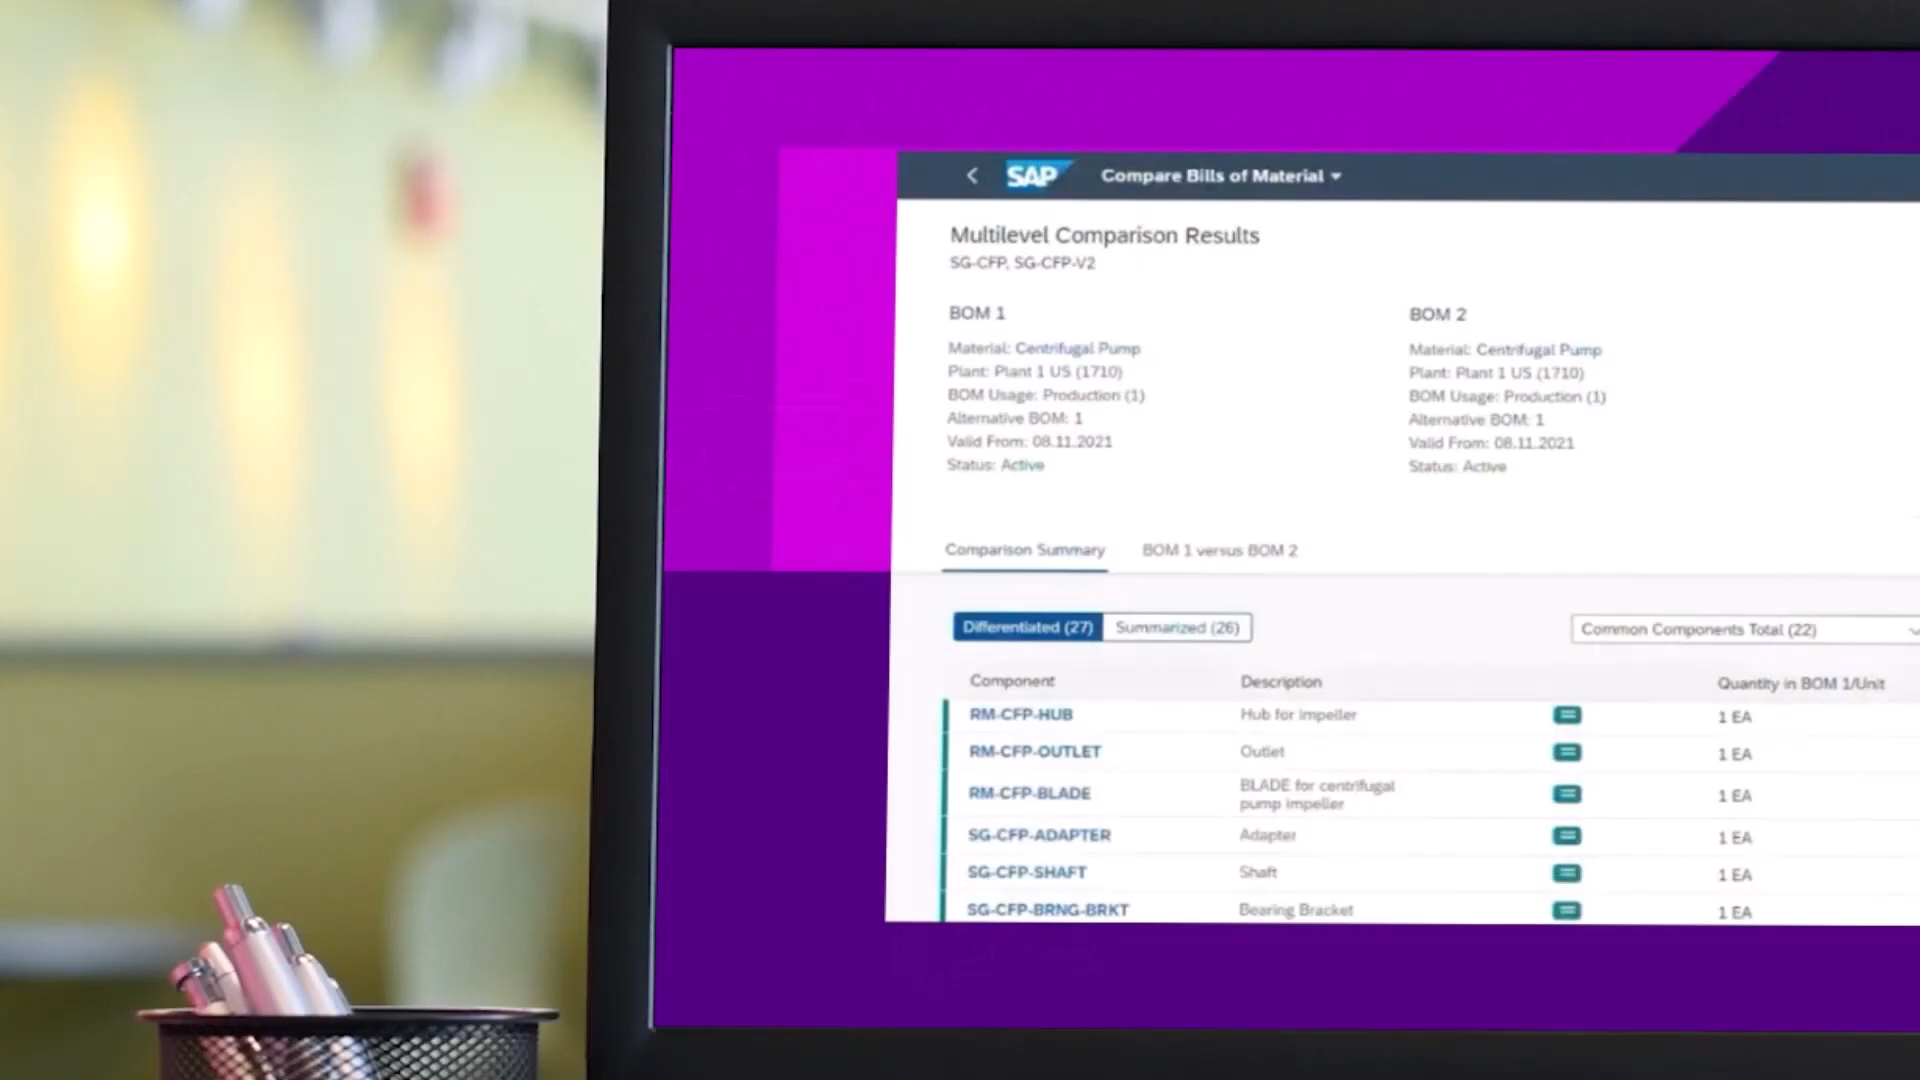 SAP Compare Bills of Material
Multilevel Comparison Results
SG-CFP, SG-CFP-V2
BOM 1
Material: Centrifugal Pump
Plant: Plant 1 US (1710)
BOM Usage: Production (1)
Alternative BOM: 1
Valid From: 08.11.2021
Status: Active
BOM 2
Material: Centrifugal Pump
Plant: Plant 1 US (1710)
BOM Usage: Production (1)
Alternative BOM: 1
Valid From: 08.11.2021
Status: Active
Comparison Summary BOM 1 versus BOM 2
Differentiated (27) Summarized (26) Common Components Total (22)
Component Description Quantity in BOM 1/Unit
RM-CFP-HUB Hub for impeller 1 EA
RM-CFP-OUTLET Outlet 1 EA
RM-CFP-BLADE BLADE for centrifugal
pump impeller 1 EA
SG-CFP-ADAPTER Adapter 1 EA
SG-CFP-SHAFT Shaft 1 EA
SG-CFP-BRNG-BRKT Bearing Bracket 1 EA